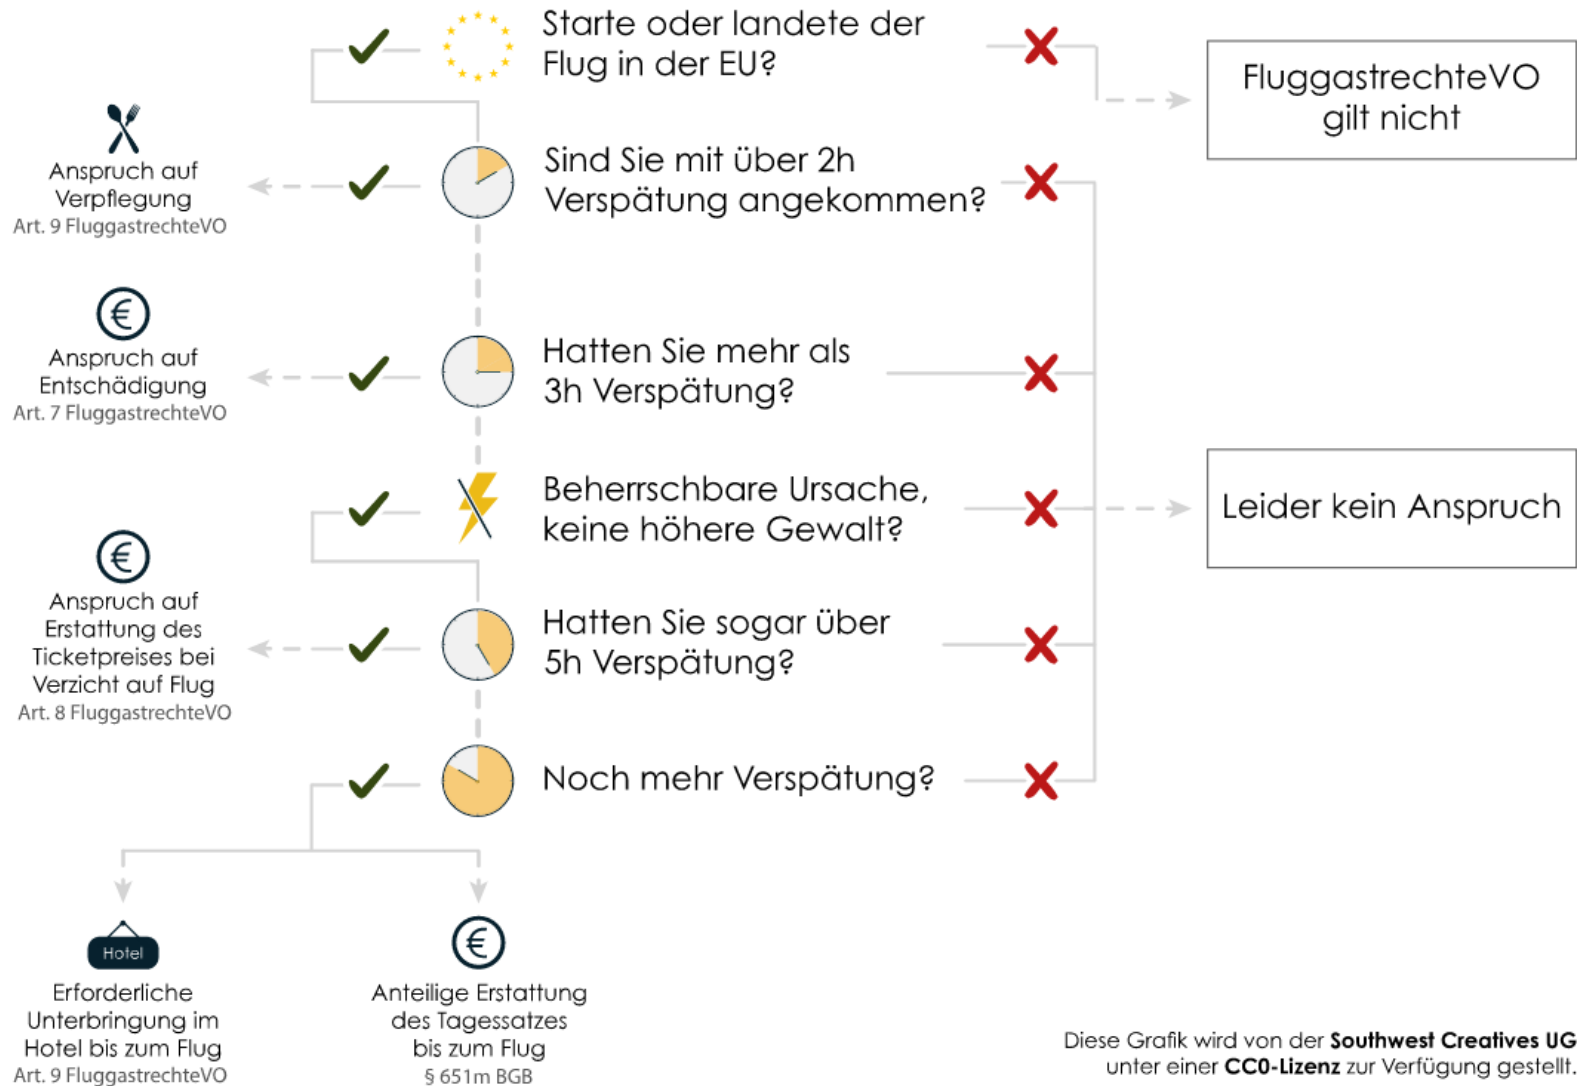 Starte oder landete der
Flug in der EU?
FluggastrechteVO
gilt nicht
Anspruch auf
Verpflegung
Art. 9 FluggastrechteVO
Sind Sie mit über 2h
Verspätung angekommen?
Anspruch auf
Entschädigung
Art. 7 FluggastrechteVO
Hatten Sie mehr als
3h Verspätung?
Beherrschbare Ursache,
keine höhere Gewalt?
Leider kein Anspruch
Anspruch auf
Erstattung des
Ticketpreises bei
Verzicht auf Flug
Art. 8 FluggastrechteVO
Hatten Sie sogar über
5h Verspätung?
Noch mehr Verspätung?
Hotel
Erforderliche
Unterbringung im
Hotel bis zum Flug
Art. 9 FluggastrechteVO
Anteilige Erstattung
des Tagessatzes
bis zum Flug
§ 651m BGB
Diese Grafik wird von der Southwest Creatives UG
unter einer CC0-Lizenz zur Verfügung gestellt.